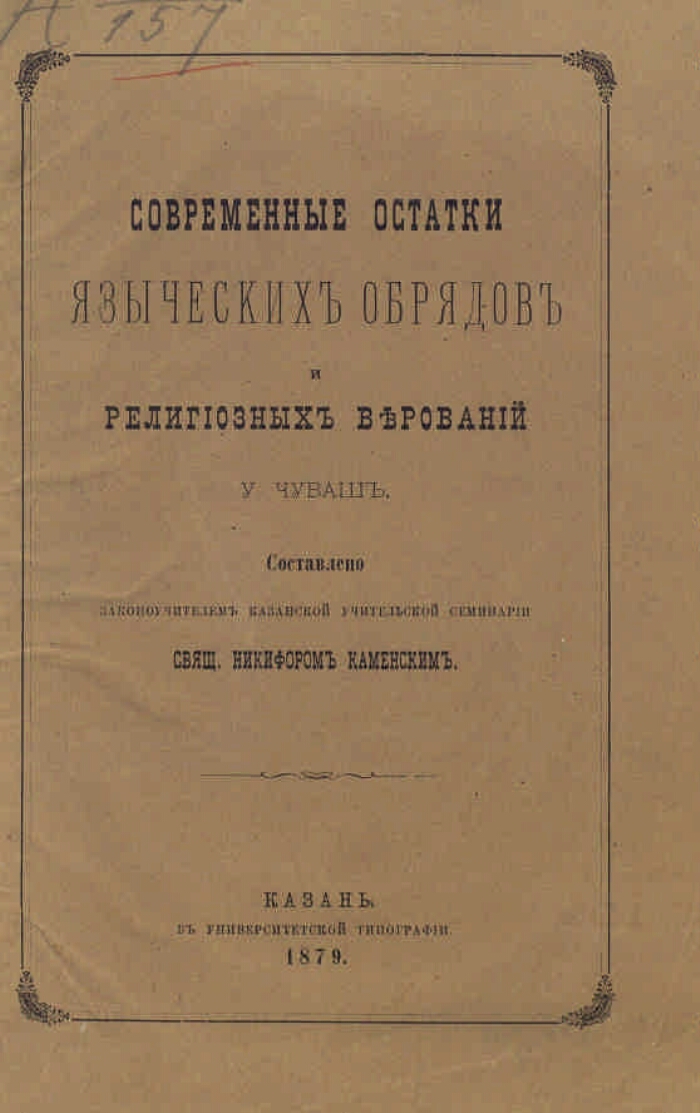 157
СОВРЕМЕННЫЕ ОСТАТКИ
ЯЗЫЧЕСКИХЪ ОБРЯДОВЪ
И
РЕЛИГІОЗНЫХЪ ВѢРОВАНІЙ
У ЧУВАШЪ.
Составлено
ЗАКОНОУЧИТЕЛЕМЪ КАЗАНСКОЙ УЧИТЕЛЬСКОЙ СЕМИНАРІИ
СВЯЩ. НИКИФОРОМЪ КАМЕНСКИМЪ.
КАЗАНЬ.
ВЪ УНИВЕРСИТЕТСКОЙ ТИПОГРАФІИ
1879.